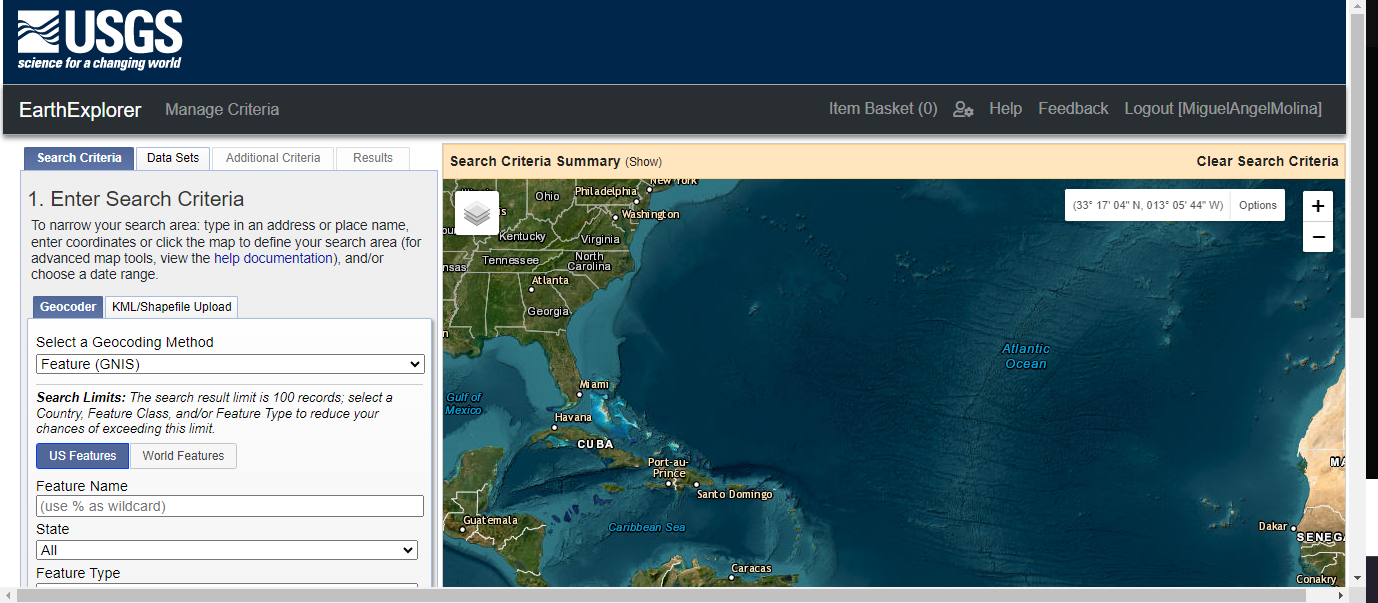 USGS
science for a changing world
EarthExplorer
Manage Criteria
Item Basket (0)
Help
Feedback
Logout [MiguelAngelMolina]
Search Criteria
Data Sets
Additional Criteria
Results
1. Enter Search Criteria
To narrow your search area: type in an address or place name,
enter coordinates or click the map to define your search area (for
advanced map tools, view the help documentation), and/or
choose a date range.
Geocoder
KML/Shapefile Upload
Select a Geocoding Method
Feature (GNIS)
Search Limits: The search result limit is 100 records; select a
Country, Feature Class, and/or Feature Type to reduce your
chances of exceeding this limit.
US Features
World Features
Feature Name
(use % as wildcard)
State
All
Feature Type
Search Criteria Summary (Show)
Clear Search Criteria
(33° 17' 04" N, 013° 05' 44" W)
Options
+
−
New York
Philadelphia
Ohio
Washington
Kentucky
Virginia
Tennessee
North
Carolina
Atlanta
Georgia
Atlantic
Ocean
Miami
Gulf of
Mexico
Havana
CUBA
Port-au-
Prince
Santo Domingo
Guatemala
Caribbean Sea
Caracas
Dakar
SENEG
Conakry
MA